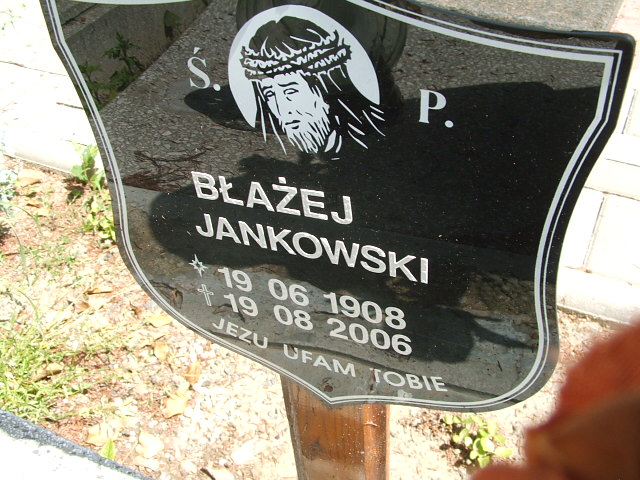 Ś. P.
BŁAŻEJ
JANKOWSKI
19 06 1908
19 08 2006
JEZU UFAM TOBIE